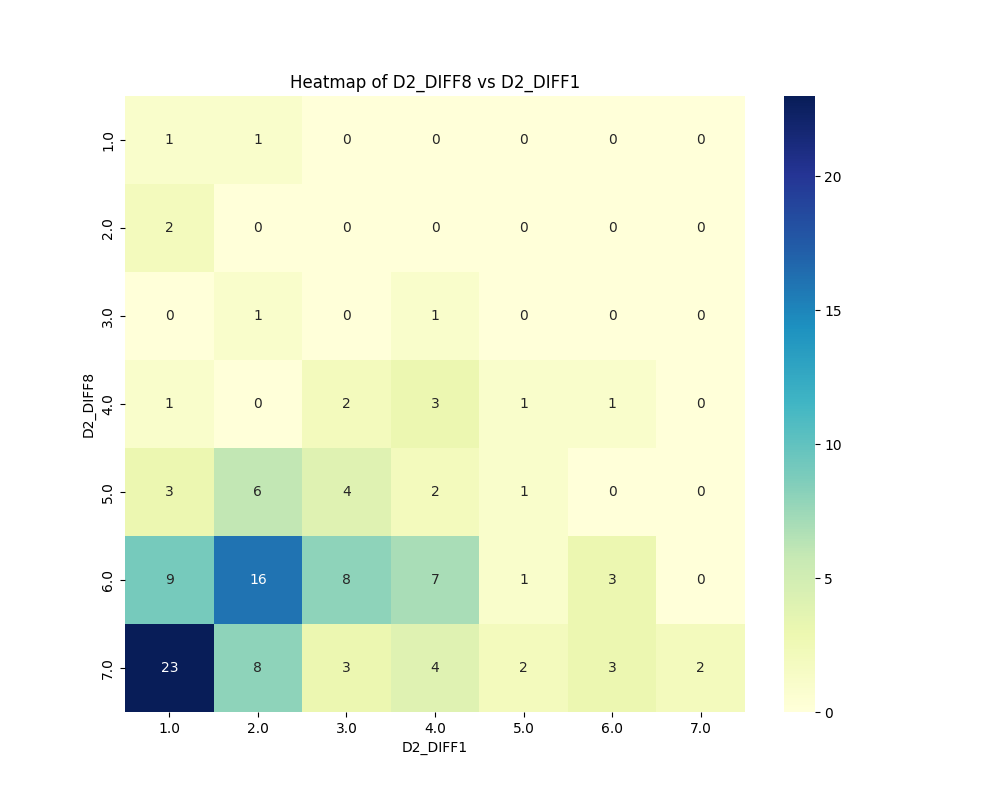 Heatmap of D2_DIFF8 vs D2_DIFF1
1.0 1 1 0 0 0 0 0
2.0 2 0 0 0 0 0 0
3.0 0 1 0 1 0 0 0
4.0 1 0 2 3 1 1 0
5.0 3 6 4 2 1 0 0
6.0 9 16 8 7 1 3 0
7.0 23 8 3 4 2 3 2
1.0 2.0 3.0 4.0 5.0 6.0 7.0
D2_DIFF1
D2_DIFF8
20
15
10
5
0